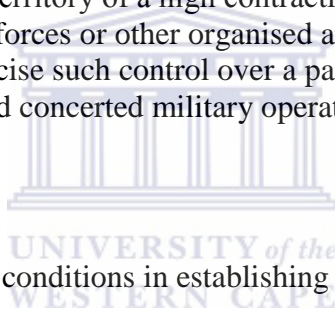 territory of a high contractin
forces or other organised a
cise such control over a pa
d concerted military operat
UNIVERSITY of the
conditions in establishing
WESTERN CAPE